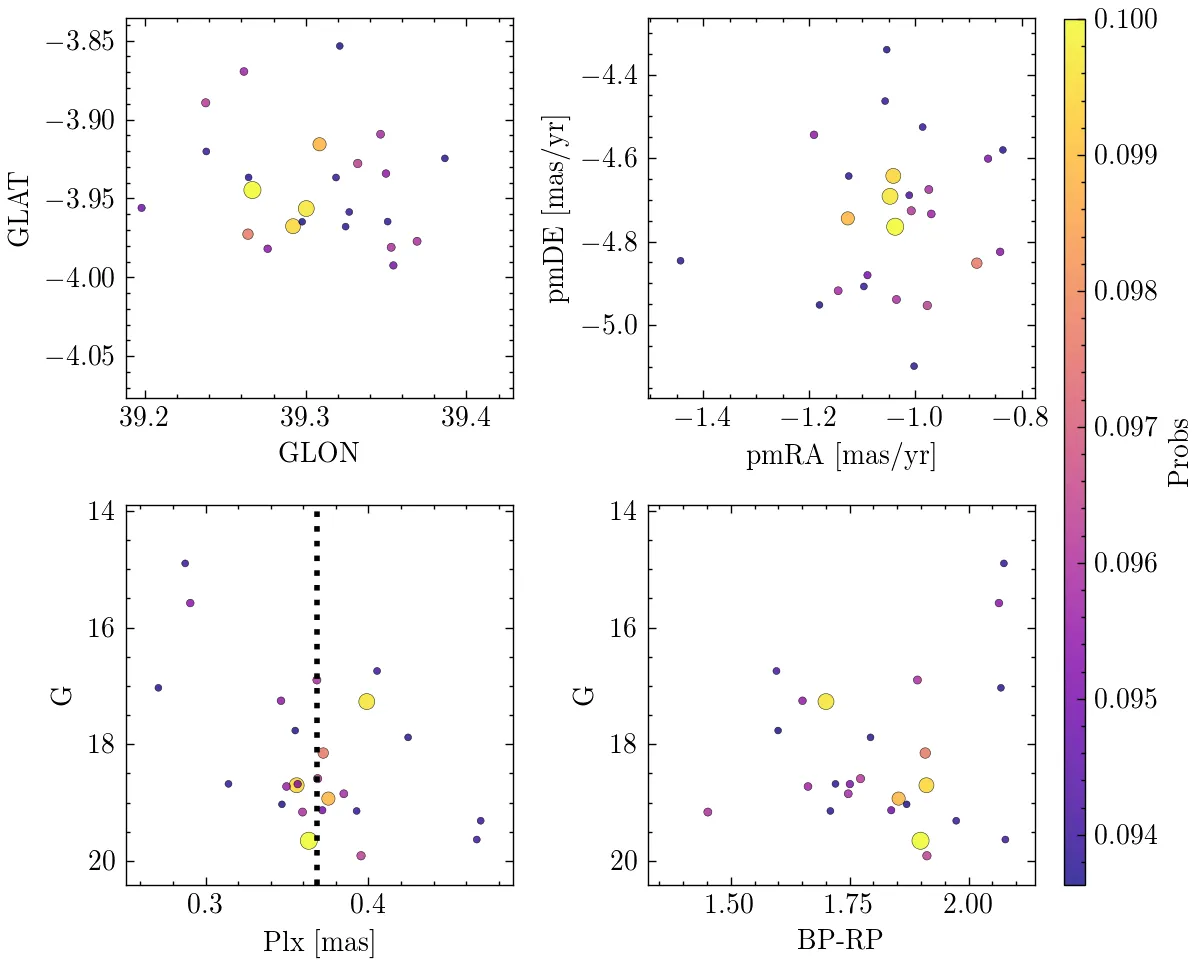 −3.85
−3.90
−3.95
−4.00
−4.05
GLAT
39.2 39.3 39.4
GLON
−4.4
−4.6
−4.8
−5.0
pmDE [mas/yr]
−1.4 −1.2 −1.0 −0.8
pmRA [mas/yr]
14
16
18
20
G
0.3 0.4
Plx [mas]
14
16
18
20
G
1.50 1.75 2.00
BP-RP
0.100
0.099
0.098
0.097
0.096
0.095
0.094
Probs